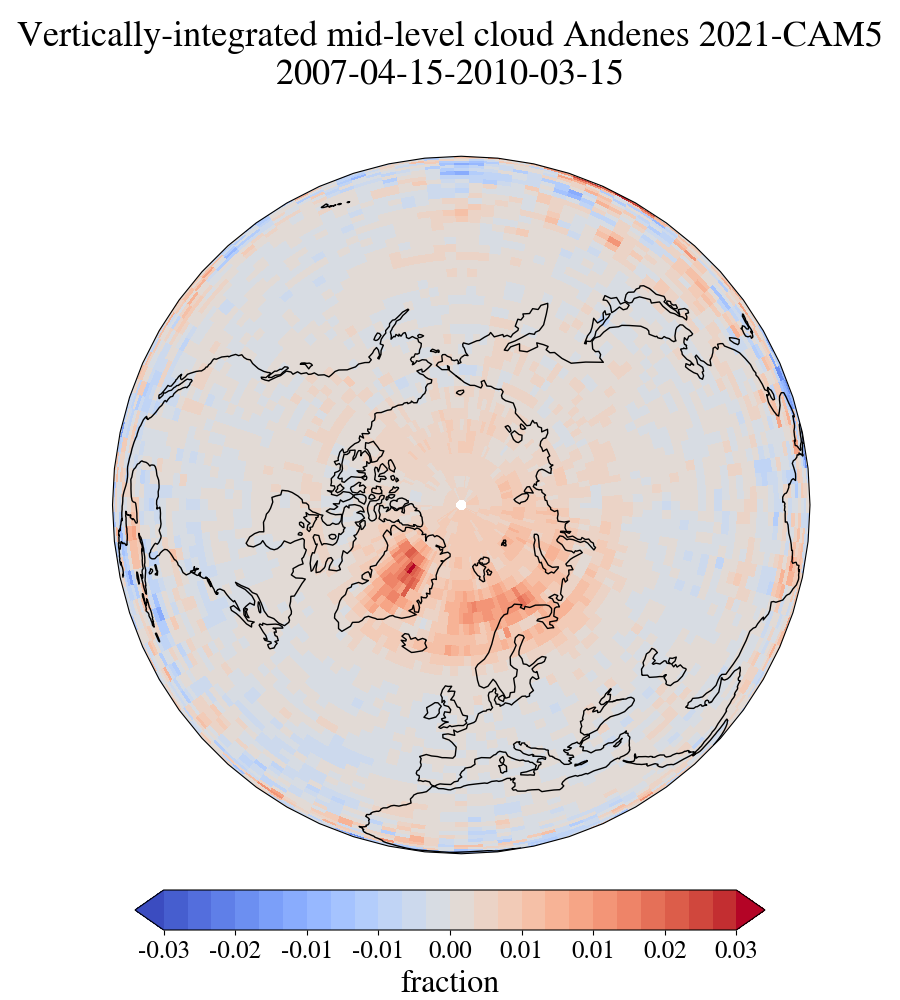 Vertically-integrated mid-level cloud Andenes 2021-CAM5
2007-04-15-2010-03-15
-0.03 -0.02 -0.01 -0.01 0.00 0.01 0.01 0.02 0.03
fraction